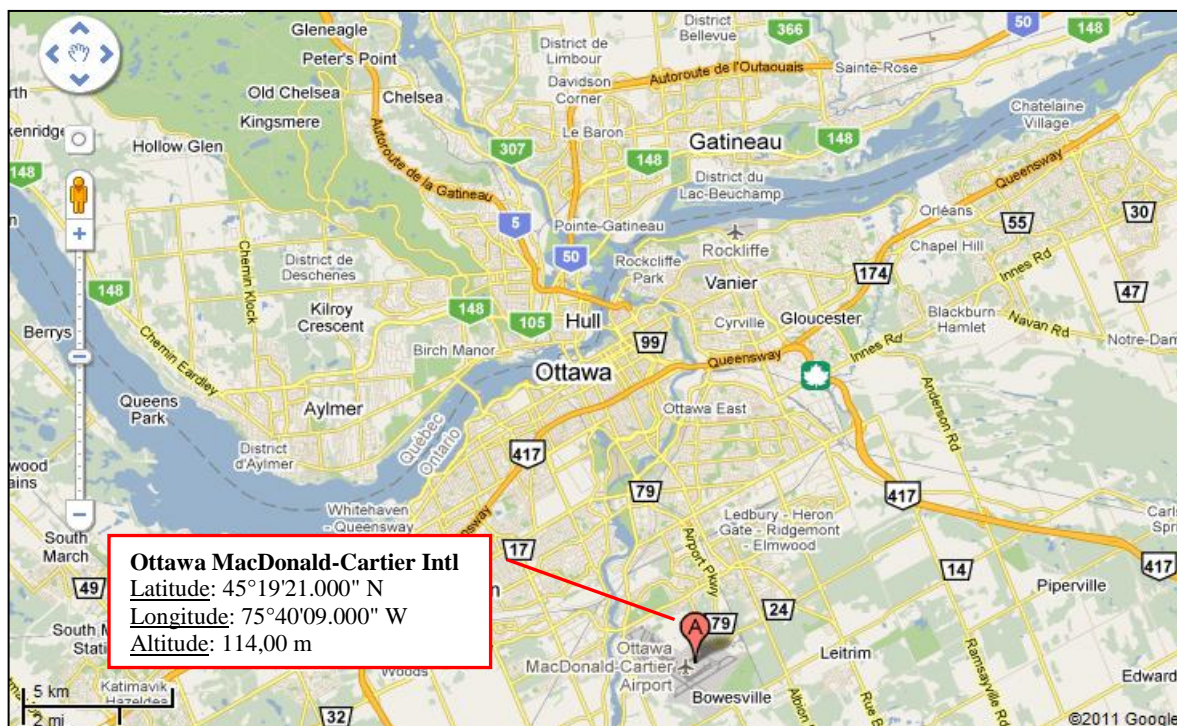 Gleneagle
Peter's Point
District de
Limbour
District
Bellevue
366
50
148
Autoroute de l'Outaouais
Sainte-Rose
Old Chelsea
Chelsea
Davidson
Corner
Kingsmere
Chatelaine
Village
Hollow Glen
Le Baron
Gatineau
148
307
148
148
Autoroute de la Gatineau
District du
Lac-Beauchamp
Queensway
5
Pointe-Gatineau
Orléans
55
30
Rockcliffe
Chapel Hill
50
Rockcliffe
Park
Vanier
174
Innes Rd
District de
Deschenes
Chemin Klock
148
Kilroy
Crescent
148
105
Hull
99
Cyrville
Gloucester
Blackburn
Hamlet
47
Navan Rd
Berrys
Birch Manor
Queensway
Innes Rd
Notre-Dam
Chemin Eardley
Ottawa
Queens
Park
Aylmer
Ottawa East
Anderson Rd
District
d'Aylmer
Québec
Ontario
417
79
417
Whitehaven
- Queensway
Ledbury - Heron
Gate - Ridgemont
- Elmwood
South
March
17
Airport Pkwy
417
Ottawa MacDonald-Cartier Intl
Latitude: 45°19'21.000" N
Longitude: 75°40'09.000" W
Altitude: 114,00 m
49
14
Piperville
24
A
79
Ottawa
MacDonald-Cartier
Airport
Leitrim
Ramsayville Rd
Woods
Bowesville
Edward
5 km
Katimavik
Hazeldea
2 mi
32
©2011 Google